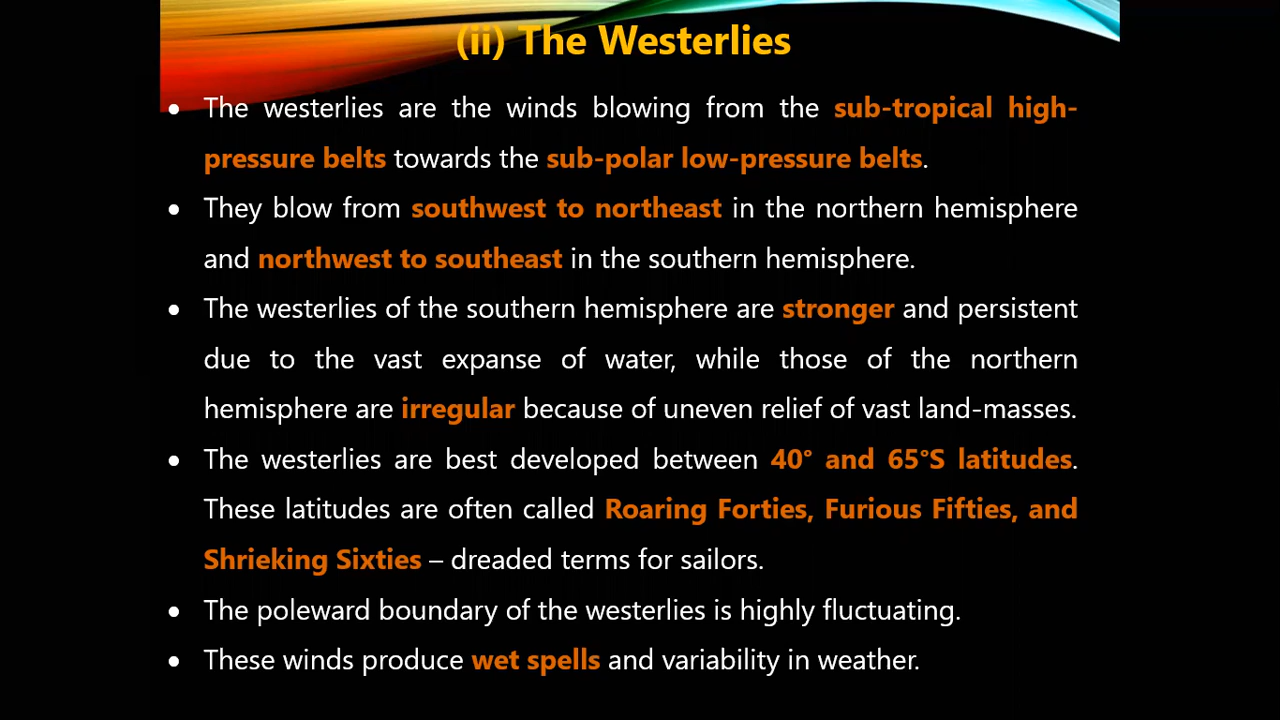 (ii) The Westerlies
• The westerlies are the winds blowing from the sub-tropical high-
pressure belts towards the sub-polar low-pressure belts.
• They blow from southwest to northeast in the northern hemisphere
and northwest to southeast in the southern hemisphere.
• The westerlies of the southern hemisphere are stronger and persistent
due to the vast expanse of water, while those of the northern
hemisphere are irregular because of uneven relief of vast land-masses.
• The westerlies are best developed between 40° and 65°S latitudes.
These latitudes are often called Roaring Forties, Furious Fifties, and
Shrieking Sixties – dreaded terms for sailors.
• The poleward boundary of the westerlies is highly fluctuating.
• These winds produce wet spells and variability in weather.